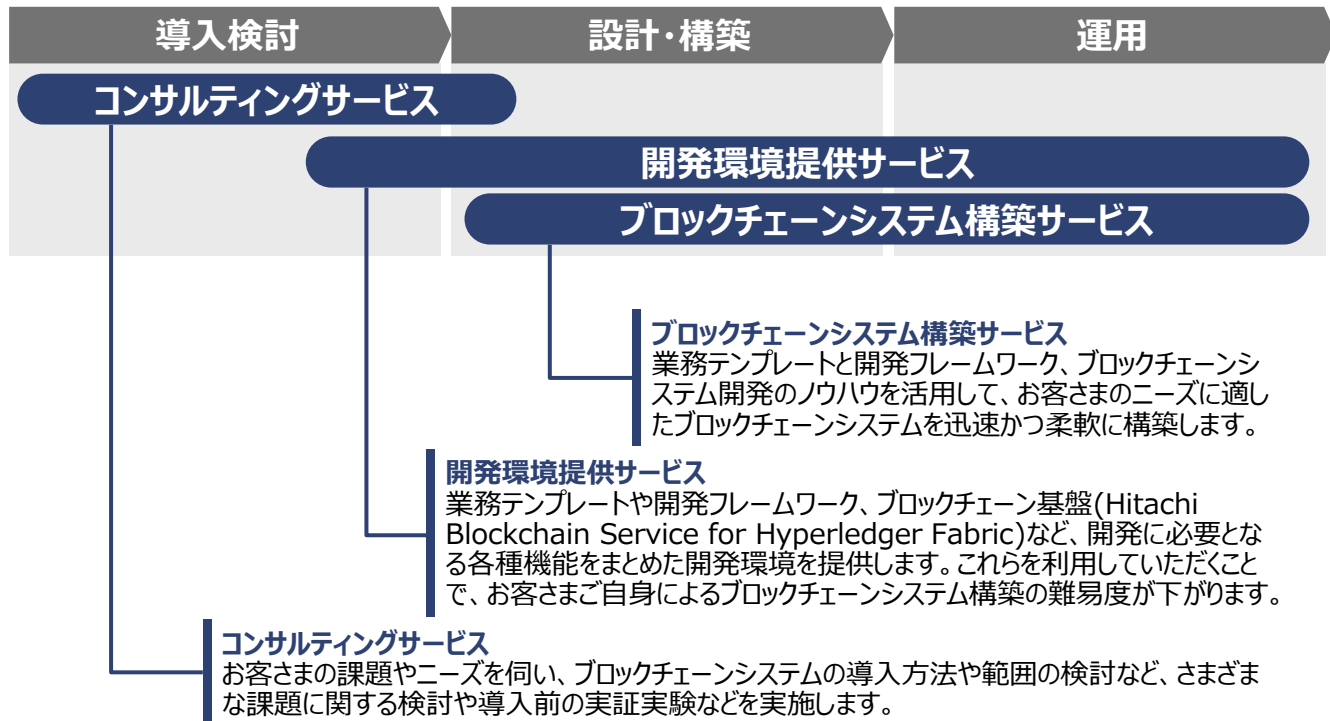 導入検討
設計・構築
運用
コンサルティングサービス
開発環境提供サービス
ブロックチェーンシステム構築サービス
ブロックチェーンシステム構築サービス
業務テンプレートと開発フレームワーク、ブロックチェーンシ
ステム開発のノウハウを活用して、お客さまのニーズに適し
たブロックチェーンシステムを迅速かつ柔軟に構築します。
開発環境提供サービス
業務テンプレートや開発フレームワーク、ブロックチェーン基盤(Hitachi
Blockchain Service for Hyperledger Fabric)など、開発に必要とな
る各種機能をまとめた開発環境を提供します。これらを利用していただくこと
で、お客さまご自身によるブロックチェーンシステム構築の難易度が下がります。
コンサルティングサービス
お客さまの課題やニーズを伺い、ブロックチェーンシステムの導入方法や範囲の検討など、さまざま
な課題に関する検討や導入前の実証実験などを実施します。